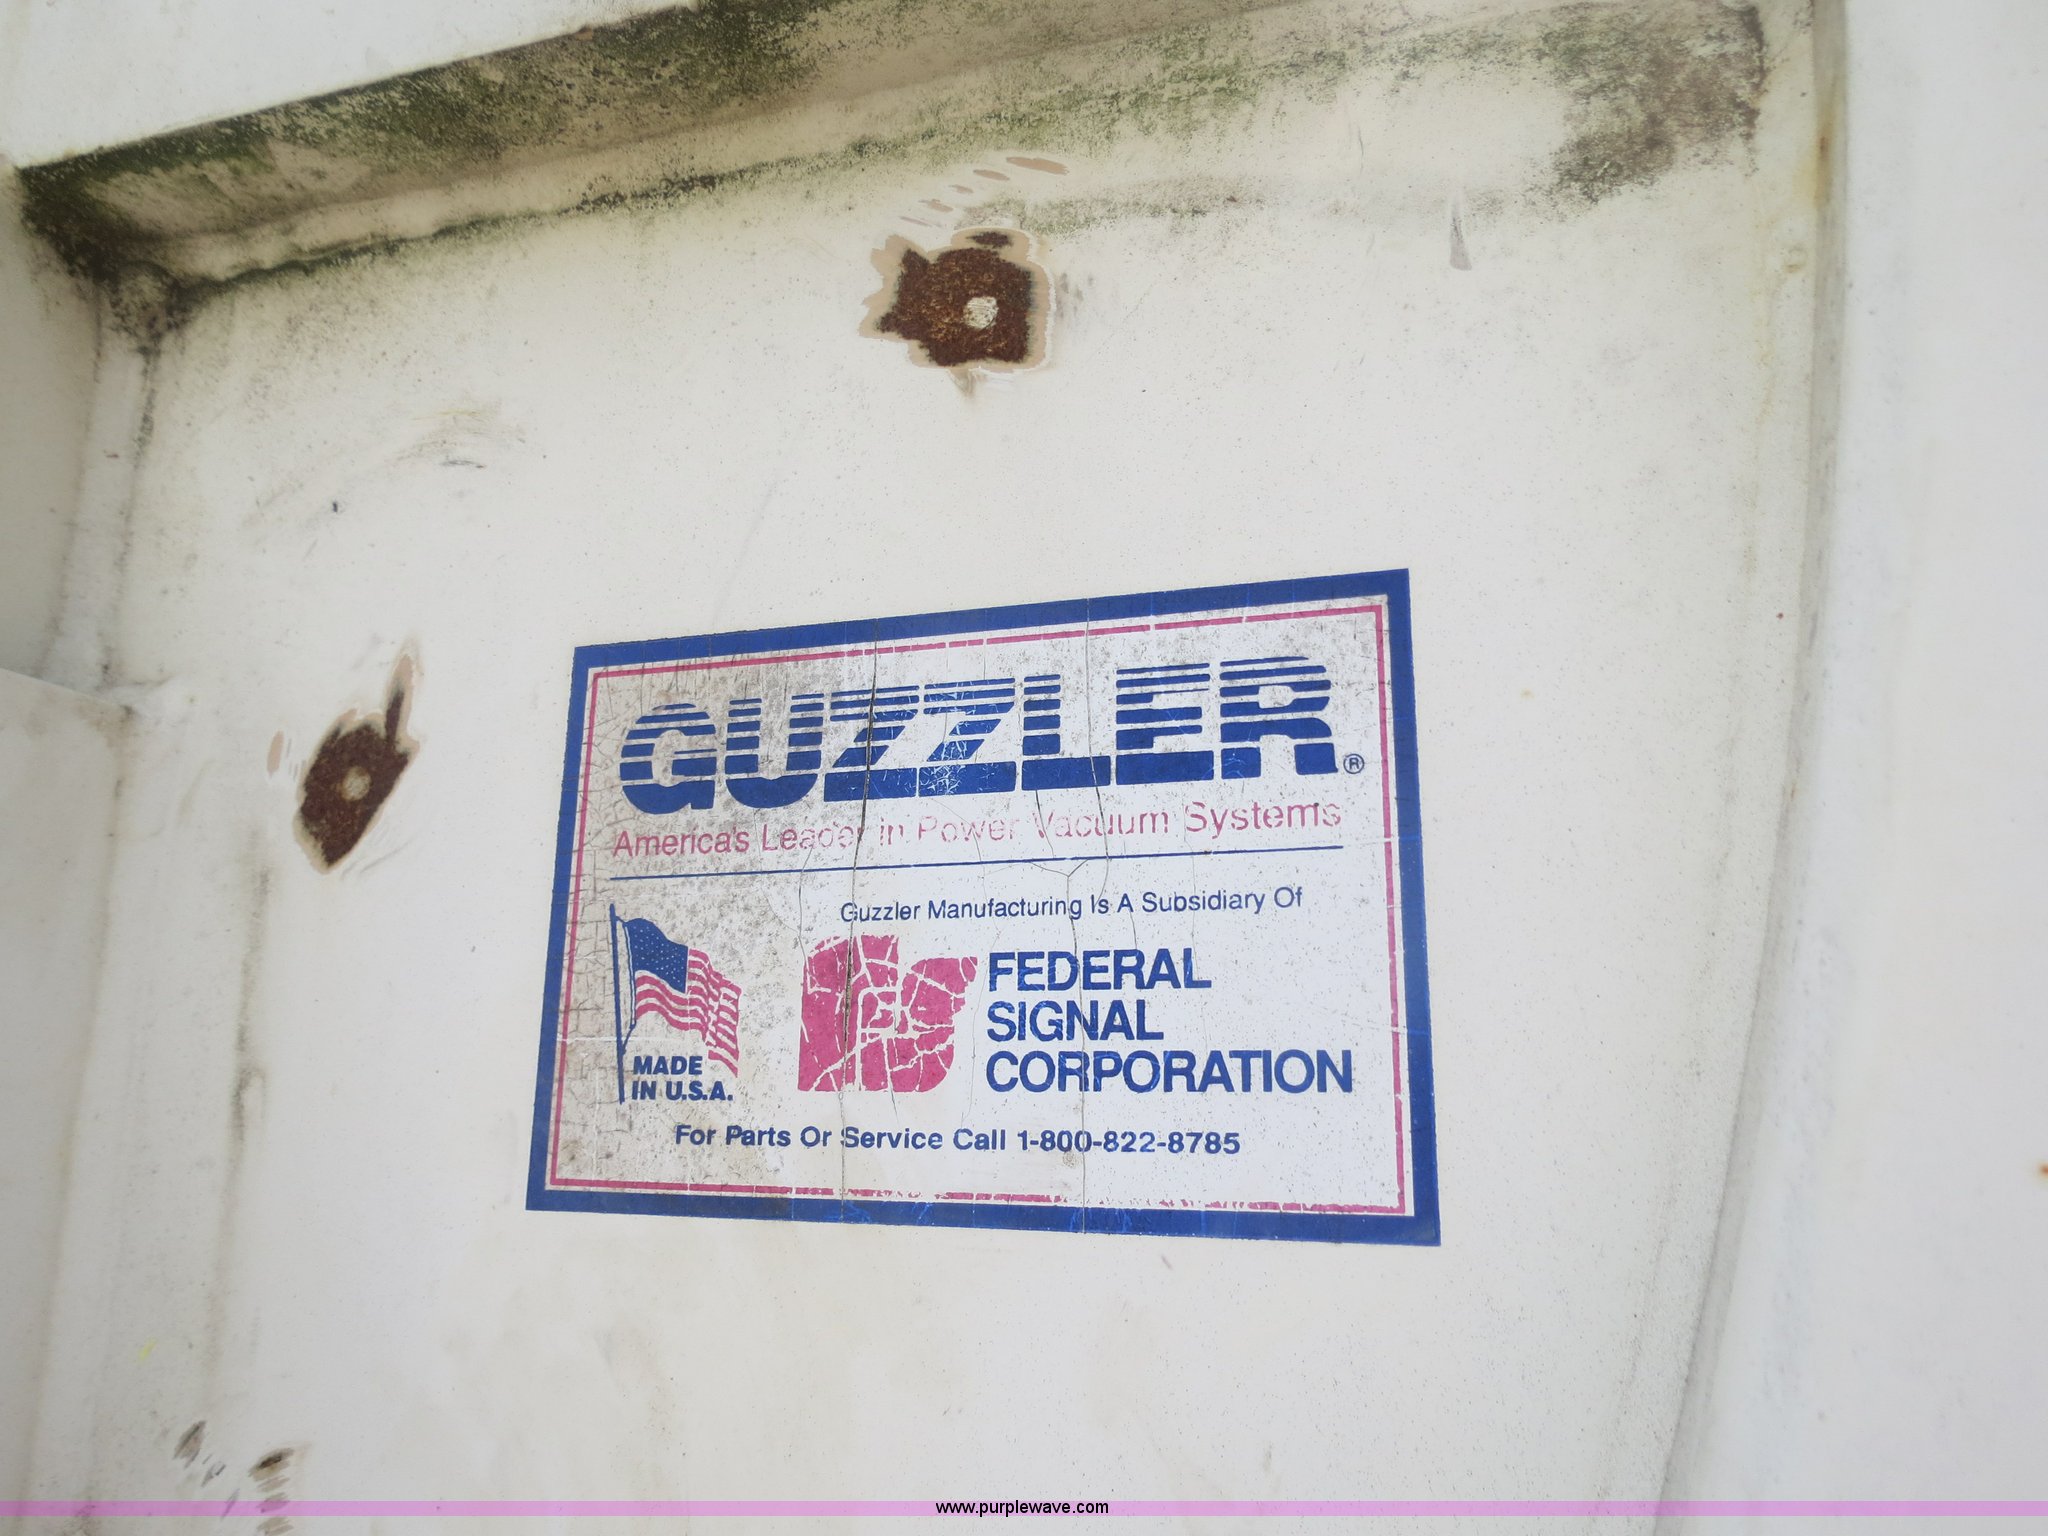 GUZZLER®
America's Leader in Power Vacuum Systems
Guzzler Manufacturing Is A Subsidiary Of
FEDERAL
SIGNAL
CORPORATION
MADE
IN U.S.A.
For Parts Or Service Call 1-800-822-8785
www.purplewave.com